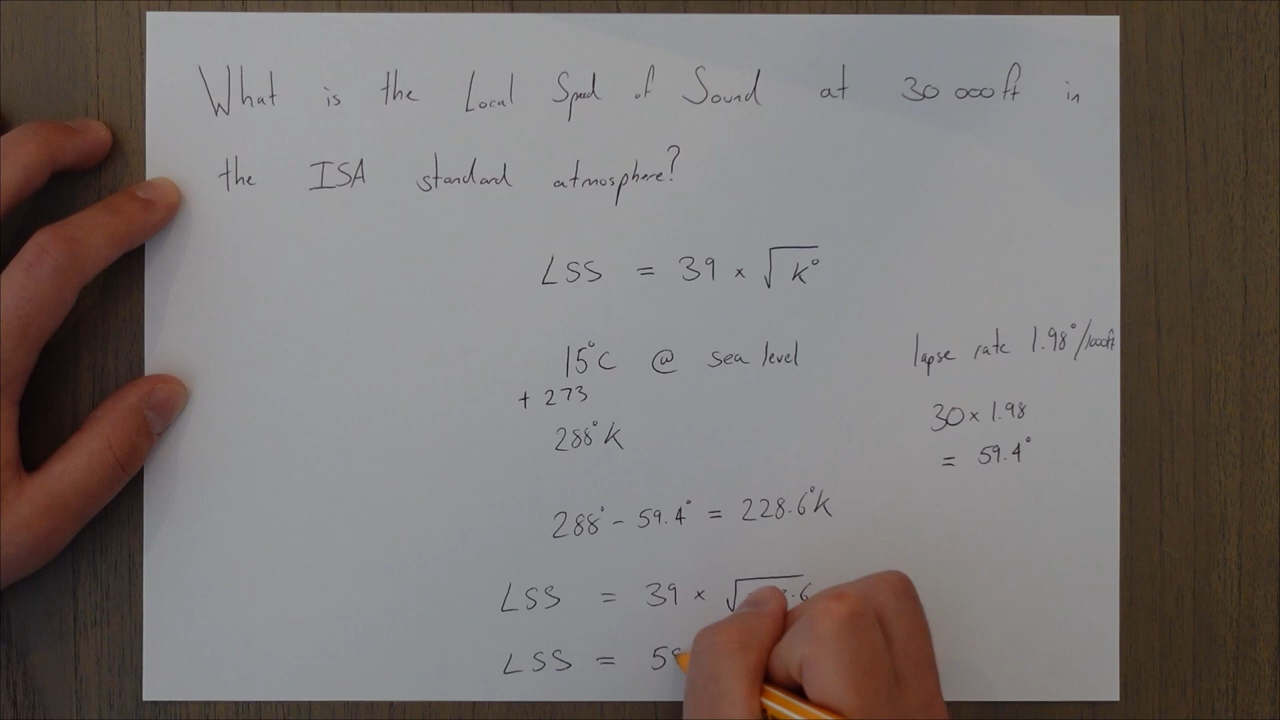 What is the Local Speed of Sound at 30 000ft in
the ISA standard atmosphere?
LSS = 39 × √K°
15°C @ sea level
+ 273
288°K
lapse rate 1.98°/1000ft
30 × 1.98
= 59.4°
288° - 59.4° = 228.6°K
LSS = 39 × √ .6
LSS = 5